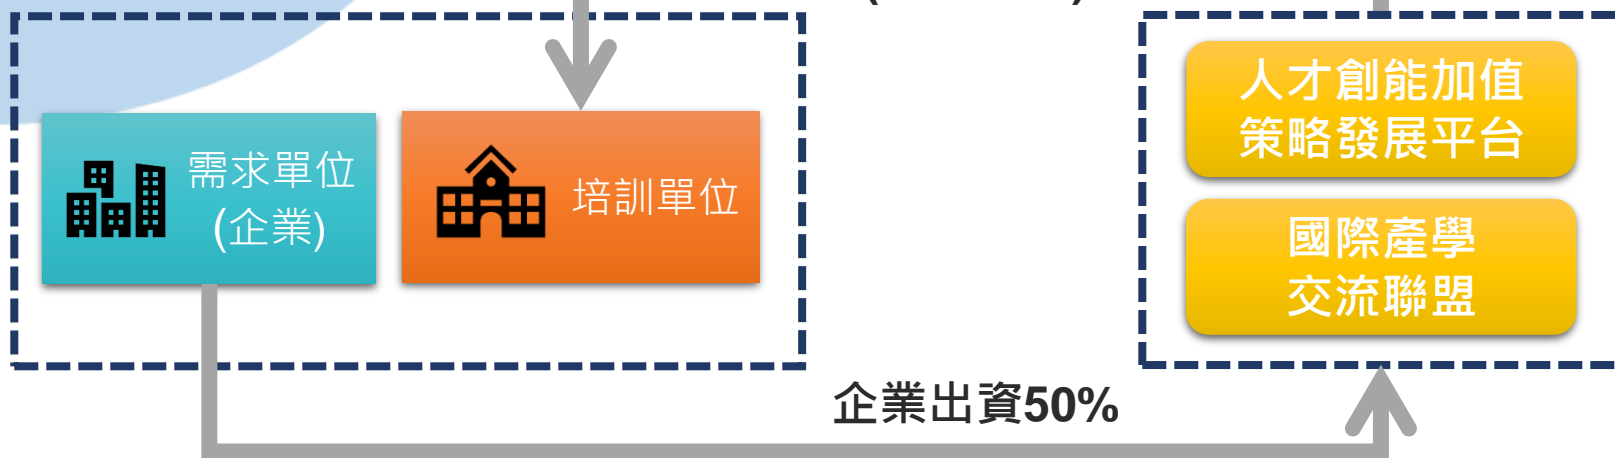 需求單位
(企業)
培訓單位
人才創能加值
策略發展平台
國際產學
交流聯盟
企業出資50%